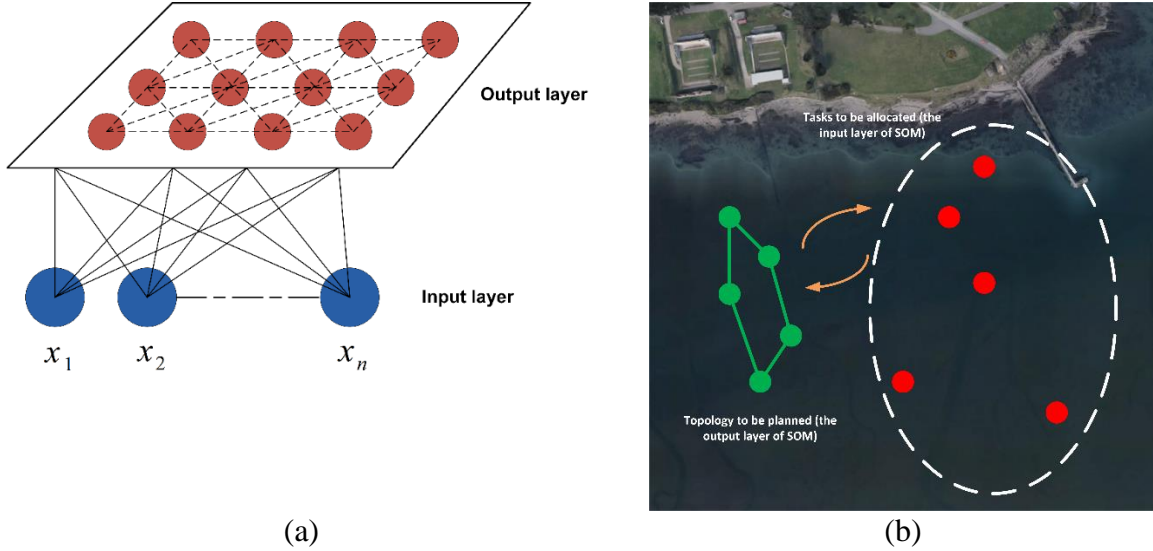 Output layer
Input layer
x1 x2 xn
(a)
Tasks to be allocated (the
input layer of SOM)
Topology to be planned (the
output layer of SOM)
(b)